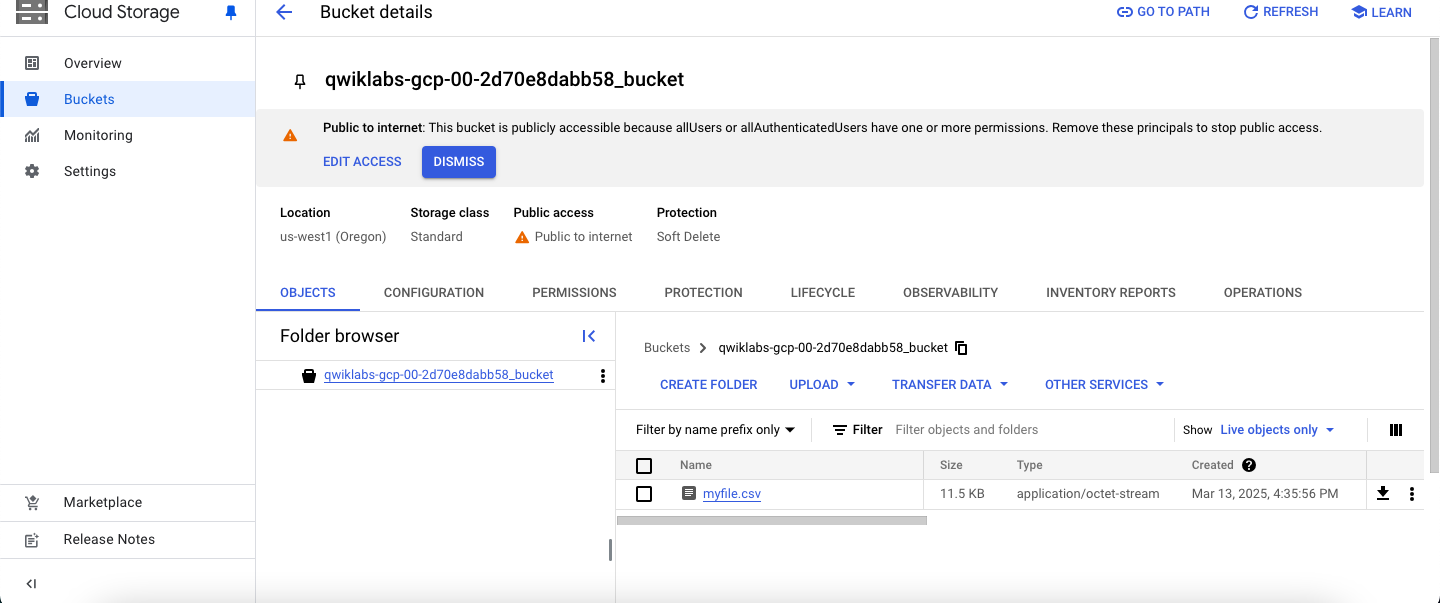 Cloud Storage
Bucket details
GO TO PATH
REFRESH
LEARN
Overview
Buckets
Monitoring
Settings
Marketplace
Release Notes
qwiklabs-gcp-00-2d70e8dabb58_bucket
Public to internet: This bucket is publicly accessible because allUsers or allAuthenticatedUsers have one or more permissions. Remove these principals to stop public access.
EDIT ACCESS
DISMISS
Location
Storage class
Public access
Protection
us-west1 (Oregon)
Standard
Public to internet
Soft Delete
OBJECTS
CONFIGURATION
PERMISSIONS
PROTECTION
LIFECYCLE
OBSERVABILITY
INVENTORY REPORTS
OPERATIONS
Folder browser
qwiklabs-gcp-00-2d70e8dabb58_bucket
Buckets
qwiklabs-gcp-00-2d70e8dabb58_bucket
CREATE FOLDER
UPLOAD
TRANSFER DATA
OTHER SERVICES
Filter by name prefix only
Filter
Filter objects and folders
Show
Live objects only
Name
Size
Type
Created
myfile.csv
11.5 KB
application/octet-stream
Mar 13, 2025, 4:35:56 PM